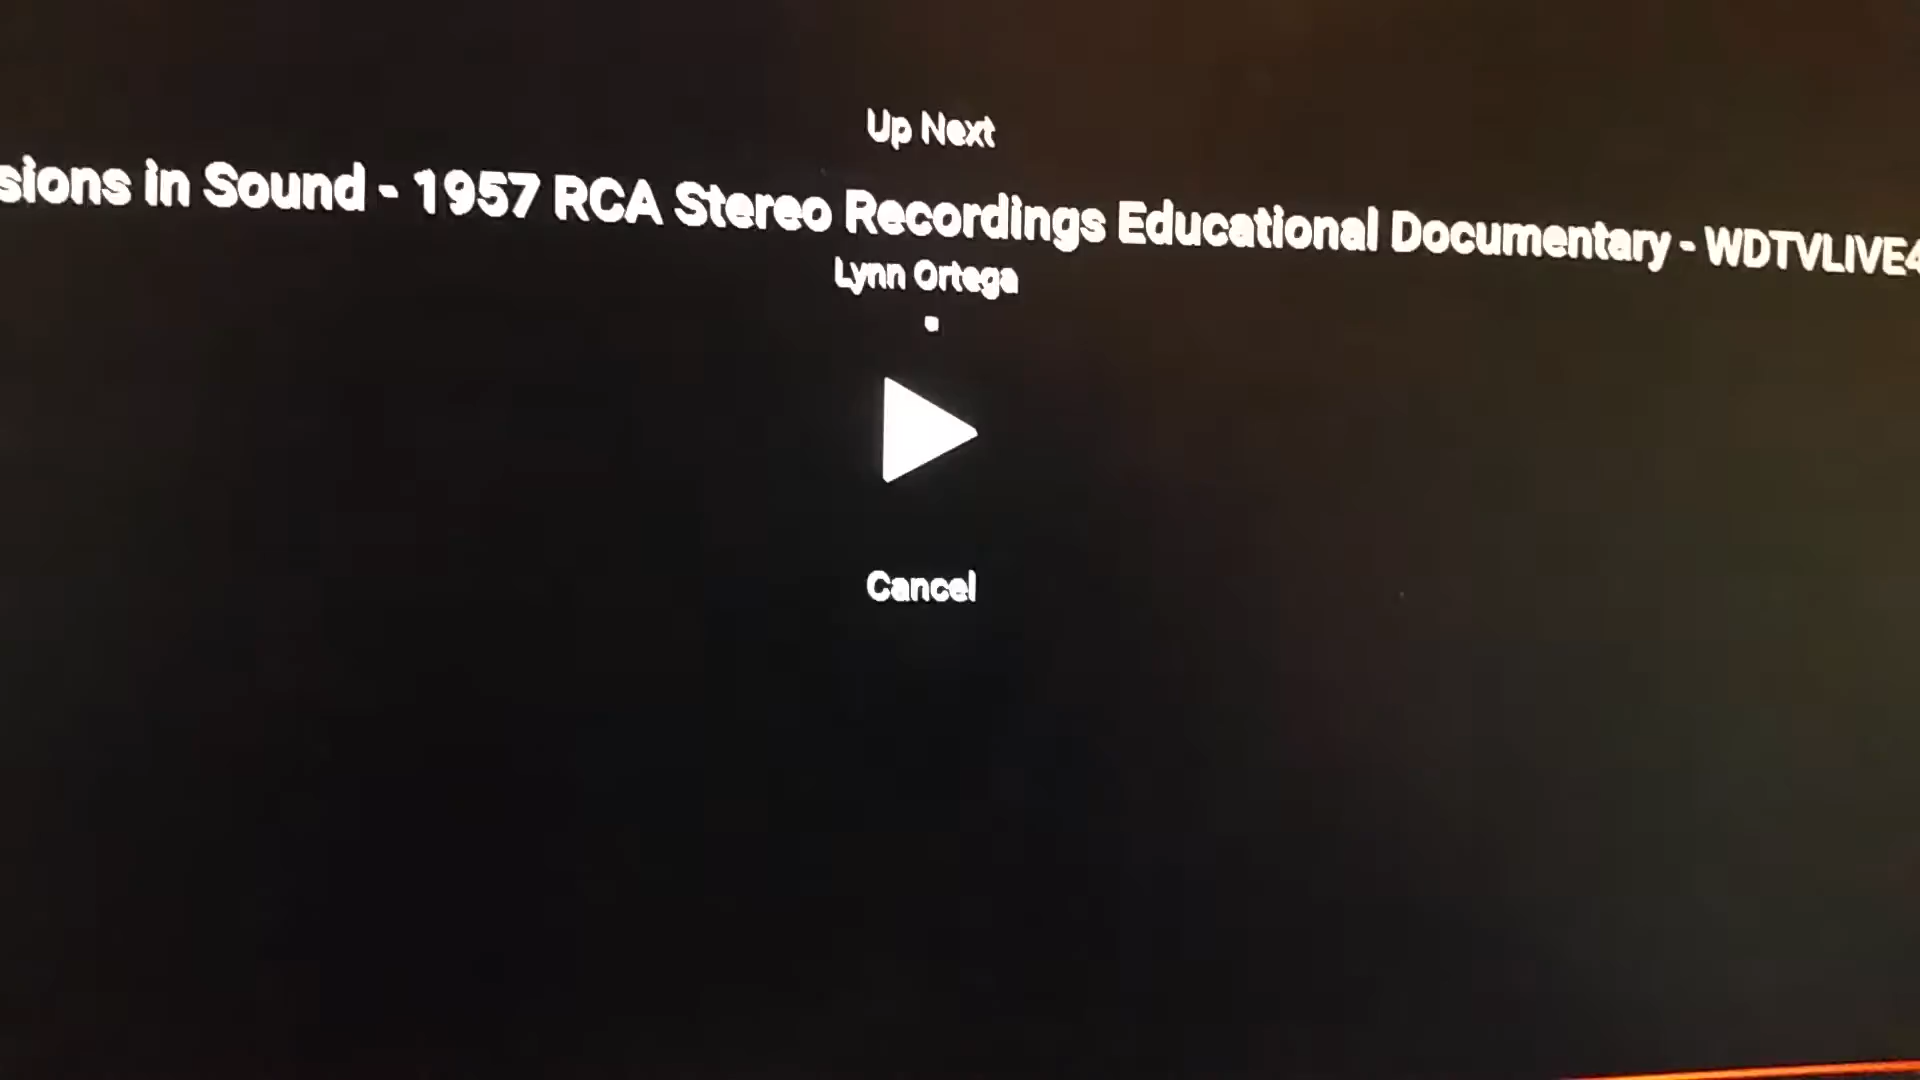 Up Next
sions in Sound - 1957 RCA Stereo Recordings Educational Documentary - WDTVLIVE4
Lynn Ortega
Cancel